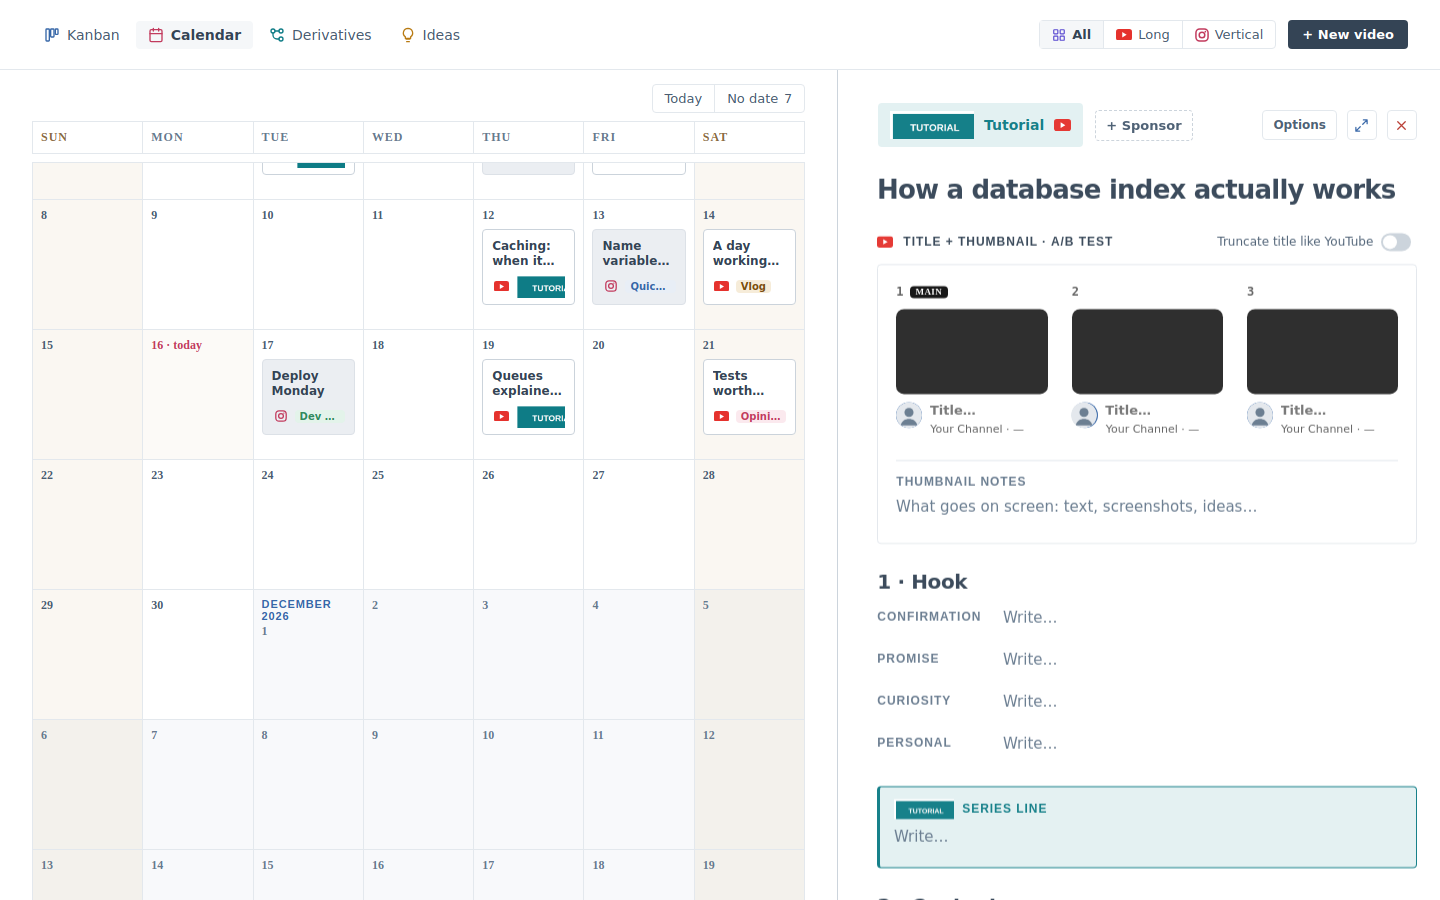 Kanban
Calendar
Derivatives
Ideas
All
Long
Vertical
+ New video
Today
No date 7
SUN
MON
TUE
WED
THU
FRI
SAT
8
9
10
11
12
13
14
Caching:
when it...
TUTORIA
Name
variable...
Quic...
A day
working...
Vlog
15
16 · today
17
18
19
20
21
Deploy
Monday
Dev ...
Queues
explaine...
TUTORIA
Tests
worth...
Opini...
22
23
24
25
26
27
28
29
30
DECEMBER
2026
1
2
3
4
5
6
7
8
9
10
11
12
13
14
15
16
17
18
19
TUTORIAL
Tutorial
+ Sponsor
Options
How a database index actually works
TITLE + THUMBNAIL · A/B TEST
Truncate title like YouTube
1 MAIN
2
3
Title...
Your Channel · —
Title...
Your Channel · —
Title...
Your Channel · —
THUMBNAIL NOTES
What goes on screen: text, screenshots, ideas...
1 · Hook
CONFIRMATION
Write...
PROMISE
Write...
CURIOSITY
Write...
PERSONAL
Write...
TUTORIAL
SERIES LINE
Write...